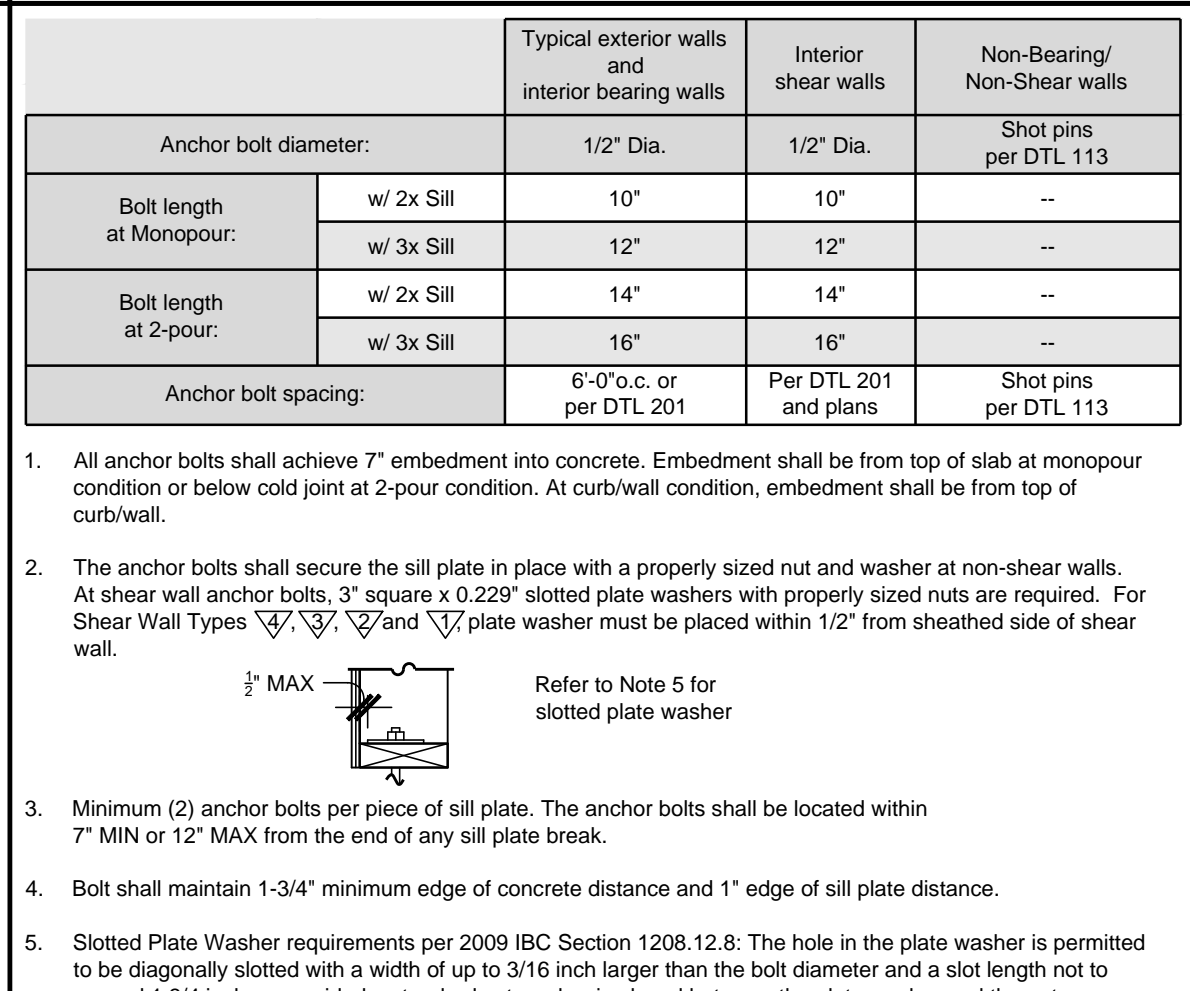 Typical exterior walls
and
interior bearing walls
Interior
shear walls
Non-Bearing/
Non-Shear walls
Anchor bolt diameter:
1/2" Dia.
1/2" Dia.
Shot pins
per DTL 113
Bolt length
at Monopour:
w/ 2x Sill
10"
10"
--
w/ 3x Sill
12"
12"
--
Bolt length
at 2-pour:
w/ 2x Sill
14"
14"
--
w/ 3x Sill
16"
16"
--
Anchor bolt spacing:
6'-0"o.c. or
per DTL 201
Per DTL 201
and plans
Shot pins
per DTL 113
1. All anchor bolts shall achieve 7" embedment into concrete. Embedment shall be from top of slab at monopour
condition or below cold joint at 2-pour condition. At curb/wall condition, embedment shall be from top of
curb/wall.
2. The anchor bolts shall secure the sill plate in place with a properly sized nut and washer at non-shear walls.
At shear wall anchor bolts, 3" square x 0.229" slotted plate washers with properly sized nuts are required. For
Shear Wall Types 4, 3, 2 and 1, plate washer must be placed within 1/2" from sheathed side of shear
wall.
1/2" MAX
Refer to Note 5 for
slotted plate washer
3. Minimum (2) anchor bolts per piece of sill plate. The anchor bolts shall be located within
7" MIN or 12" MAX from the end of any sill plate break.
4. Bolt shall maintain 1-3/4" minimum edge of concrete distance and 1" edge of sill plate distance.
5. Slotted Plate Washer requirements per 2009 IBC Section 1208.12.8: The hole in the plate washer is permitted
to be diagonally slotted with a width of up to 3/16 inch larger than the bolt diameter and a slot length not to